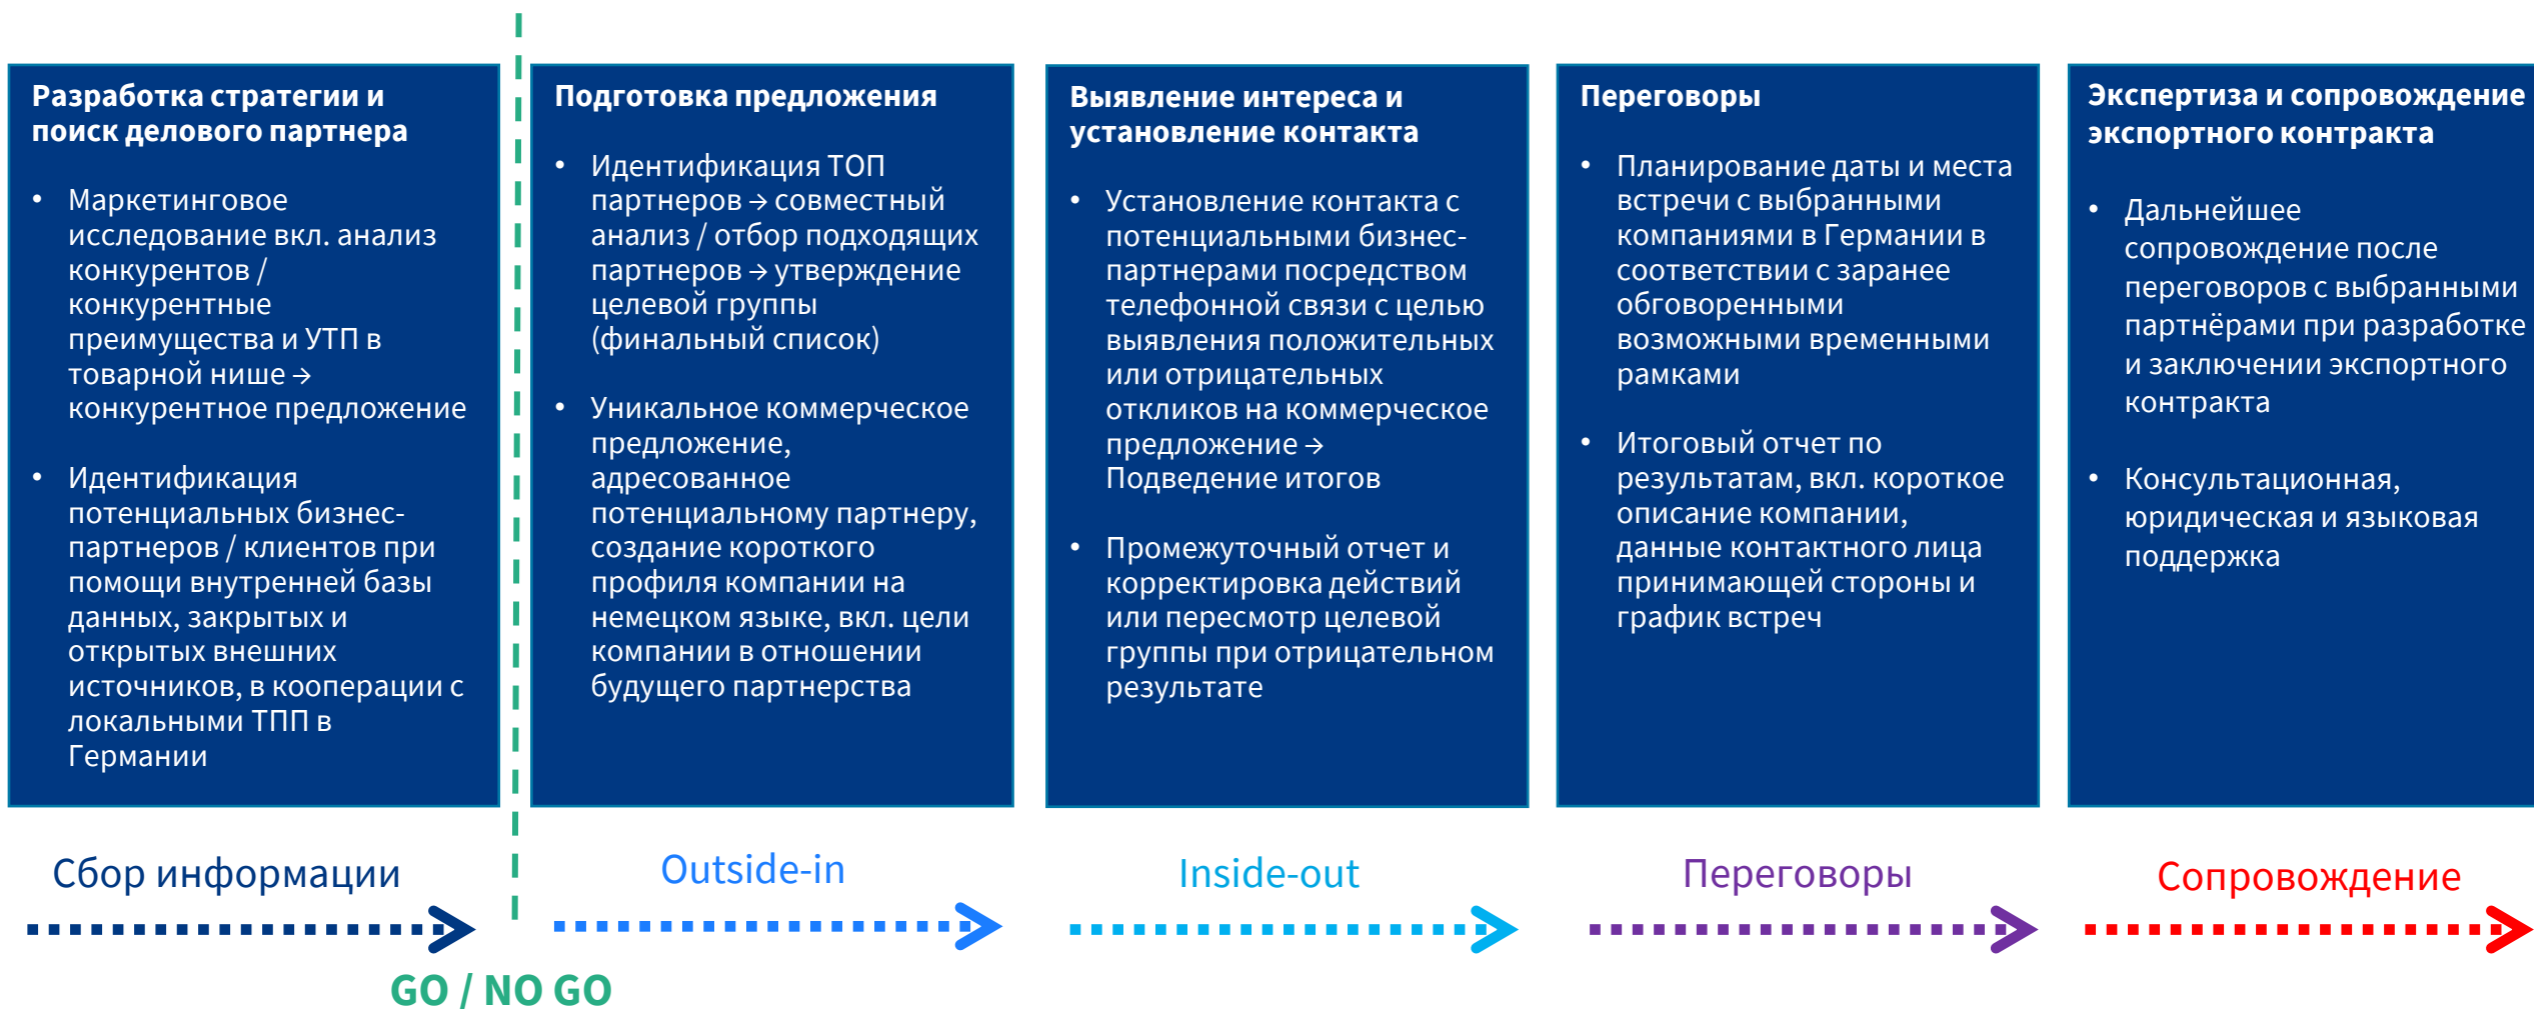 Разработка стратегии и
поиск делового партнера
• Маркетинговое
исследование вкл. анализ
конкурентов /
конкурентные
преимущества и УТП в
товарной нише →
конкурентное предложение
• Идентификация
потенциальных бизнес-
партнеров / клиентов при
помощи внутренней базы
данных, закрытых и
открытых внешних
источников, в кооперации с
локальными ТПП в
Германии
Подготовка предложения
• Идентификация ТОП
партнеров → совместный
анализ / отбор подходящих
партнеров → утверждение
целевой группы
(финальный список)
• Уникальное коммерческое
предложение,
адресованное
потенциальному партнеру,
создание короткого
профиля компании на
немецком языке, вкл. цели
компании в отношении
будущего партнерства
Выявление интереса и
установление контакта
• Установление контакта с
потенциальными бизнес-
партнерами посредством
телефонной связи с целью
выявления положительных
или отрицательных
откликов на коммерческое
предложение →
Подведение итогов
• Промежуточный отчет и
корректировка действий
или пересмотр целевой
группы при отрицательном
результате
Переговоры
• Планирование даты и места
встречи с выбранными
компаниями в Германии в
соответствии с заранее
обговоренными
возможными временными
рамками
• Итоговый отчет по
результатам, вкл. короткое
описание компании,
данные контактного лица
принимающей стороны и
график встреч
Экспертиза и сопровождение
экспортного контракта
• Дальнейшее
сопровождение после
переговоров с выбранными
партнёрами при разработке
и заключении экспортного
контракта
• Консультационная,
юридическая и языковая
поддержка
Сбор информации
Outside-in
Inside-out
Переговоры
Сопровождение
GO / NO GO